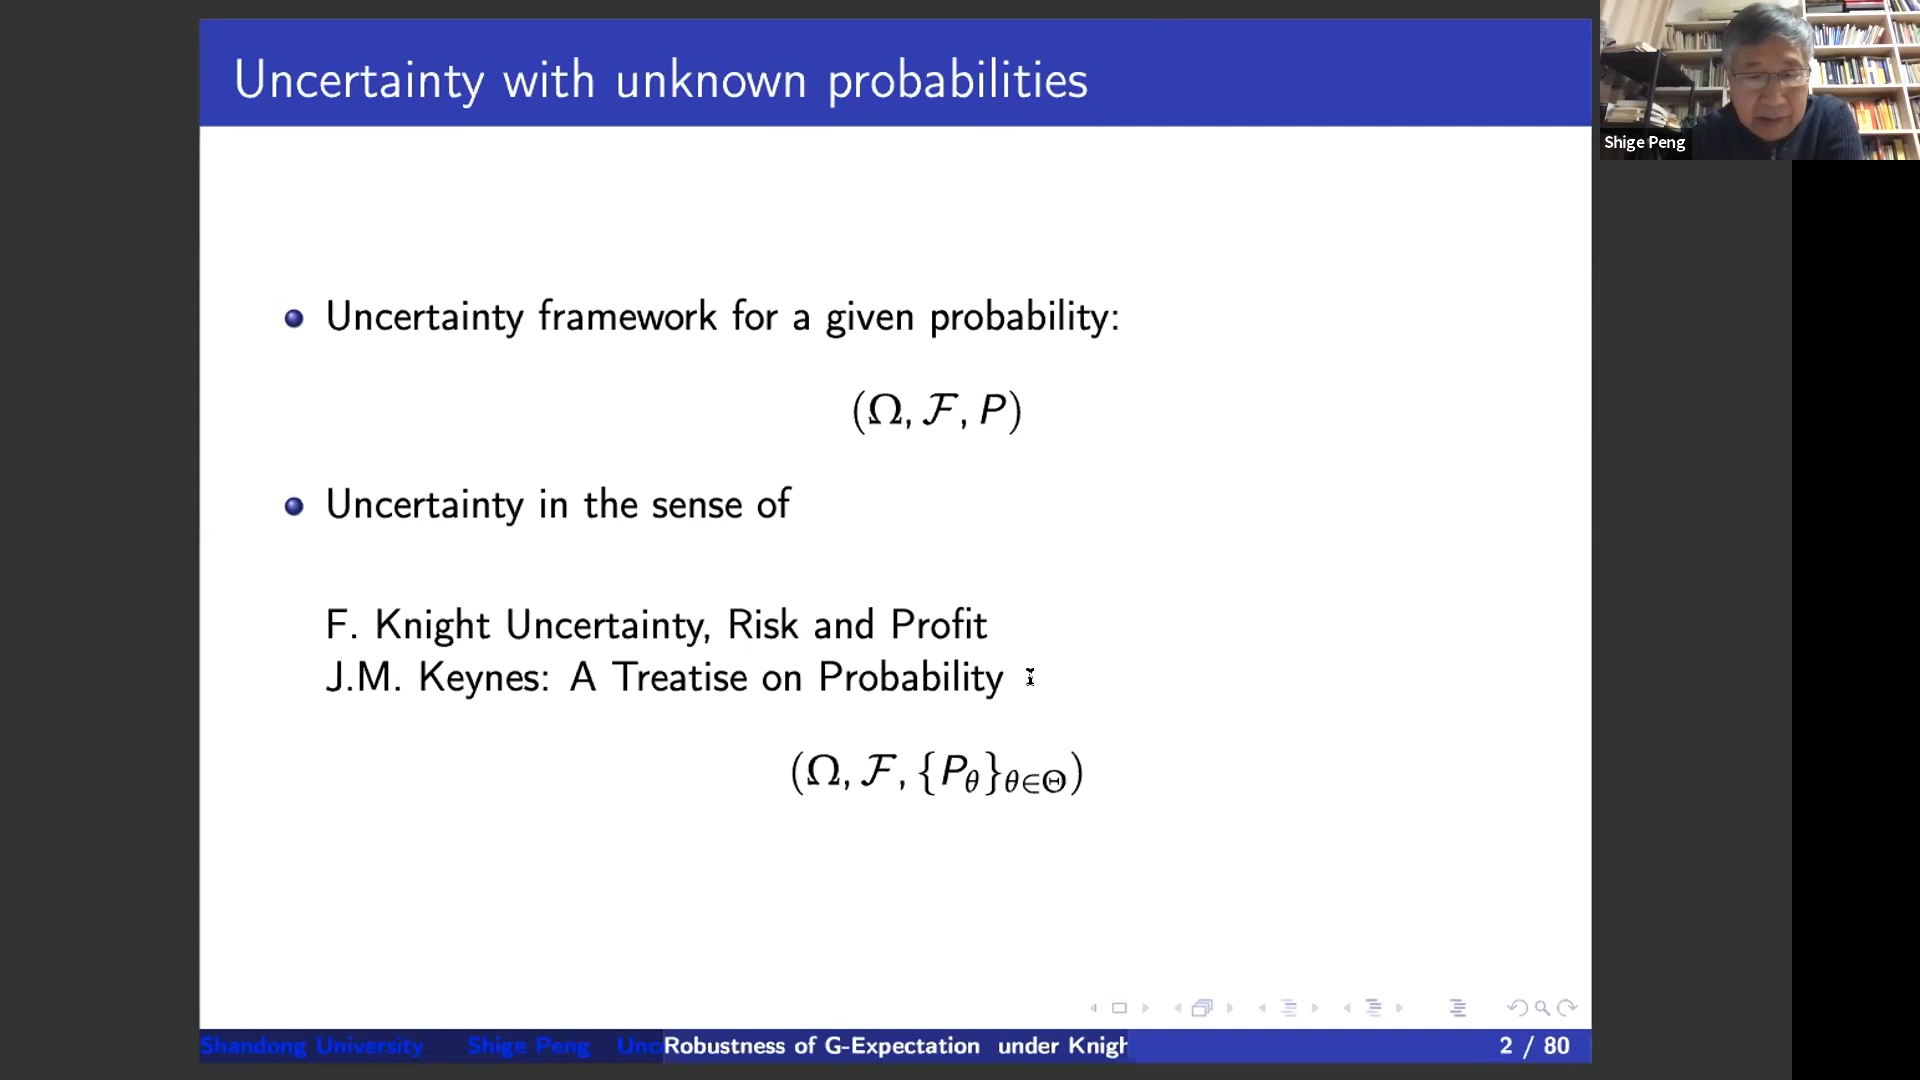 Uncertainty with unknown probabilities
Shige Peng
Uncertainty framework for a given probability:
(Ω, ℱ, P)
Uncertainty in the sense of
F. Knight Uncertainty, Risk and Profit
J.M. Keynes: A Treatise on Probability
(Ω, ℱ, {P_θ}_{θ∈Θ})
Shandong University Shige Peng Unc Robustness of G-Expectation under Knigh 2 / 80